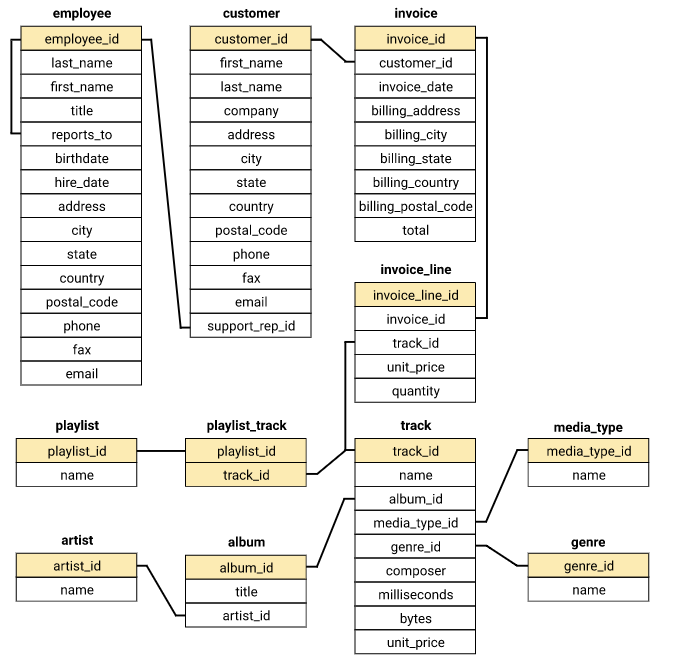 employee
employee_id
last_name
first_name
title
reports_to
birthdate
hire_date
address
city
state
country
postal_code
phone
fax
email
customer
customer_id
first_name
last_name
company
address
city
state
country
postal_code
phone
fax
email
support_rep_id
invoice
invoice_id
customer_id
invoice_date
billing_address
billing_city
billing_state
billing_country
billing_postal_code
total
invoice_line
invoice_line_id
invoice_id
track_id
unit_price
quantity
playlist
playlist_id
name
playlist_track
playlist_id
track_id
track
track_id
name
album_id
media_type_id
genre_id
composer
milliseconds
bytes
unit_price
media_type
media_type_id
name
artist
artist_id
name
album
album_id
title
artist_id
genre
genre_id
name